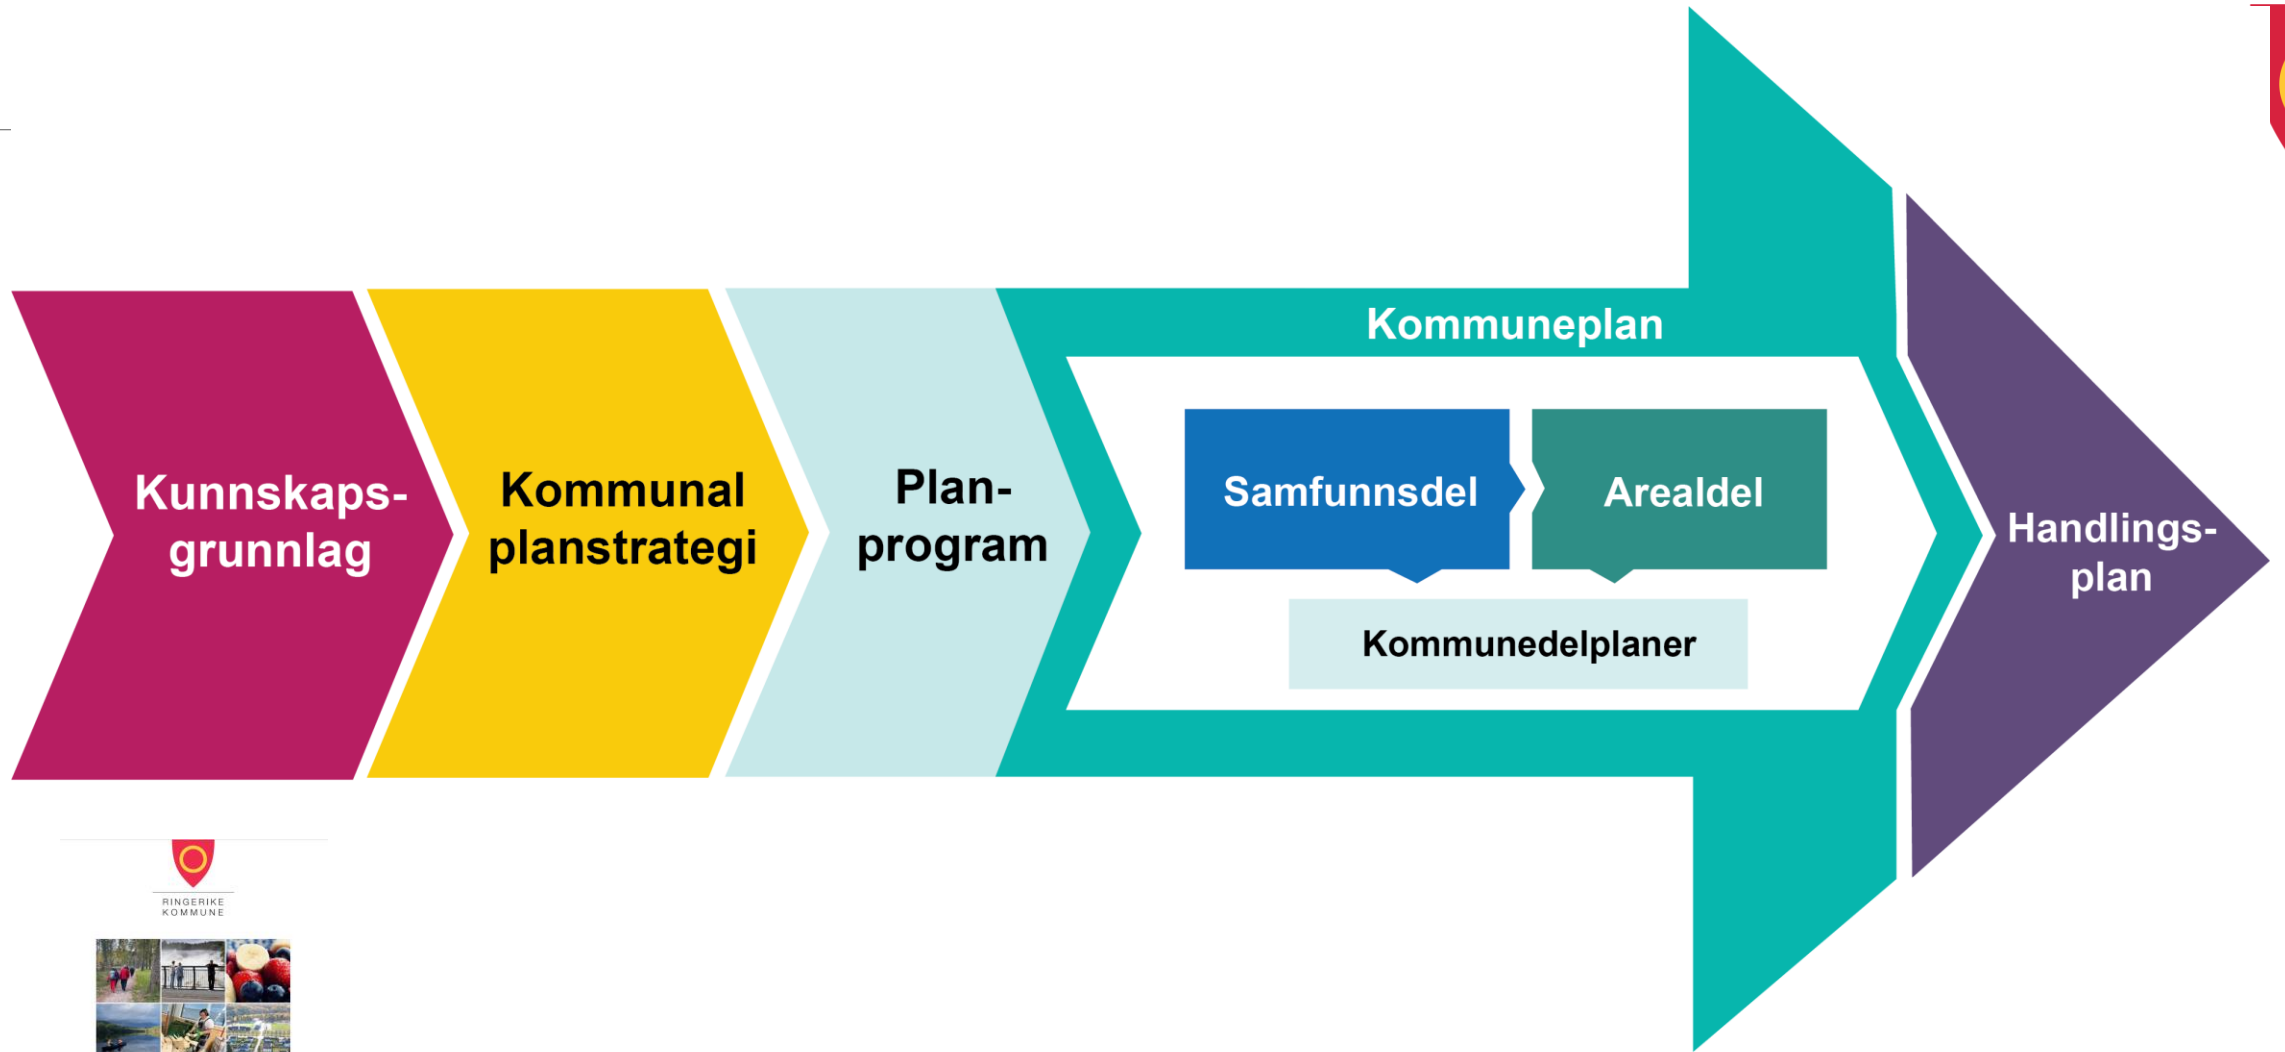 Kommuneplan
Kunnskaps-
grunnlag
Kommunal
planstrategi
Plan-
program
Samfunnsdel
Arealdel
Kommunedelplaner
Handlings-
plan
RINGERIKE
KOMMUNE